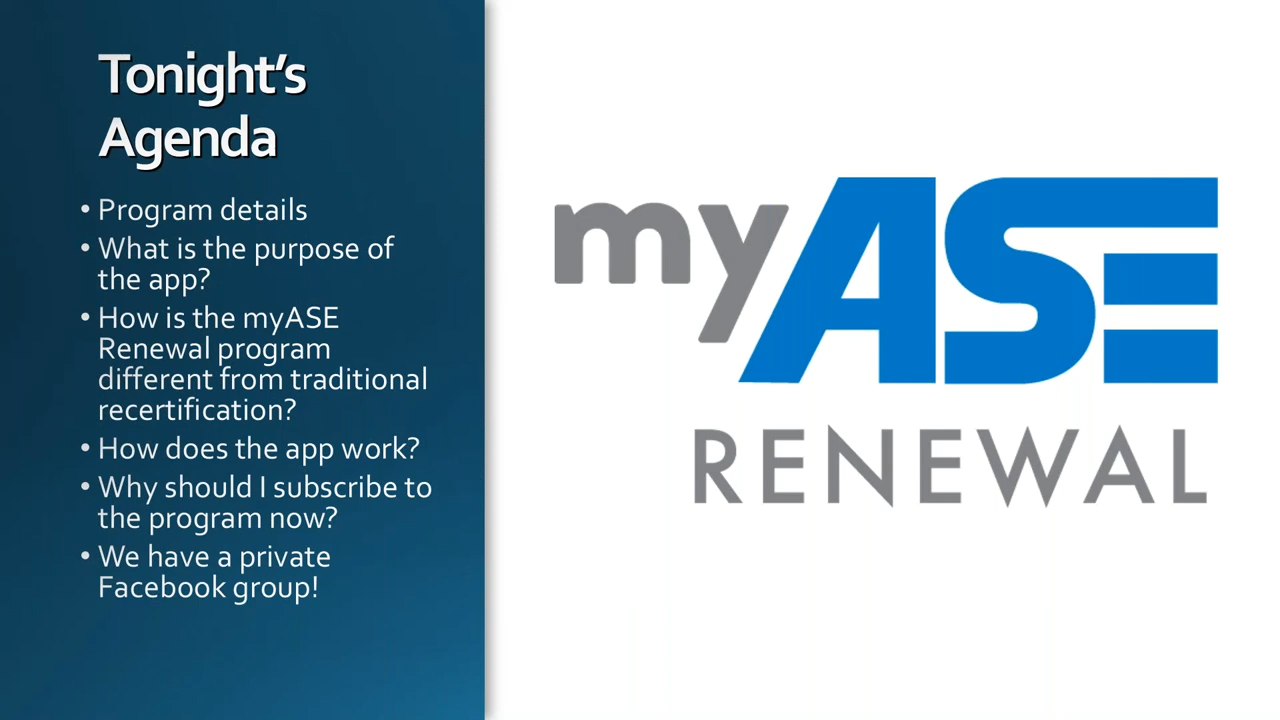 Tonight’s
Agenda
• Program details
• What is the purpose of
the app?
• How is the myASE
Renewal program
different from traditional
recertification?
• How does the app work?
• Why should I subscribe to
the program now?
• We have a private
Facebook group!
myASE
RENEWAL